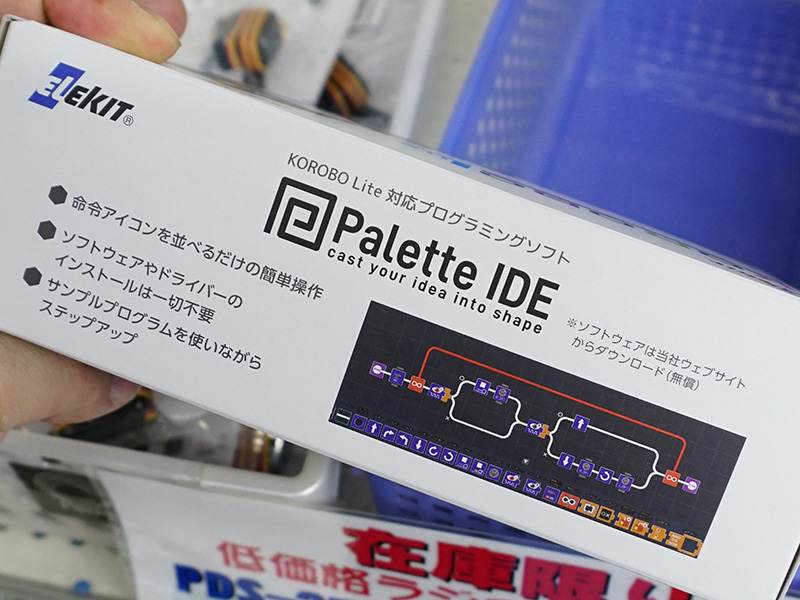 ELEKIT®
KOROBO Lite 対応プログラミングソフト
Palette IDE
cast your idea into shape
命令アイコンを並べるだけの簡単操作
ソフトウェアやドライバーの
インストールは一切不要
サンプルプログラムを使いながら
ステップアップ
※ソフトウェアは当社ウェブサイト
からダウンロード（無償）
在庫限り
低価格ラジ
PDS-